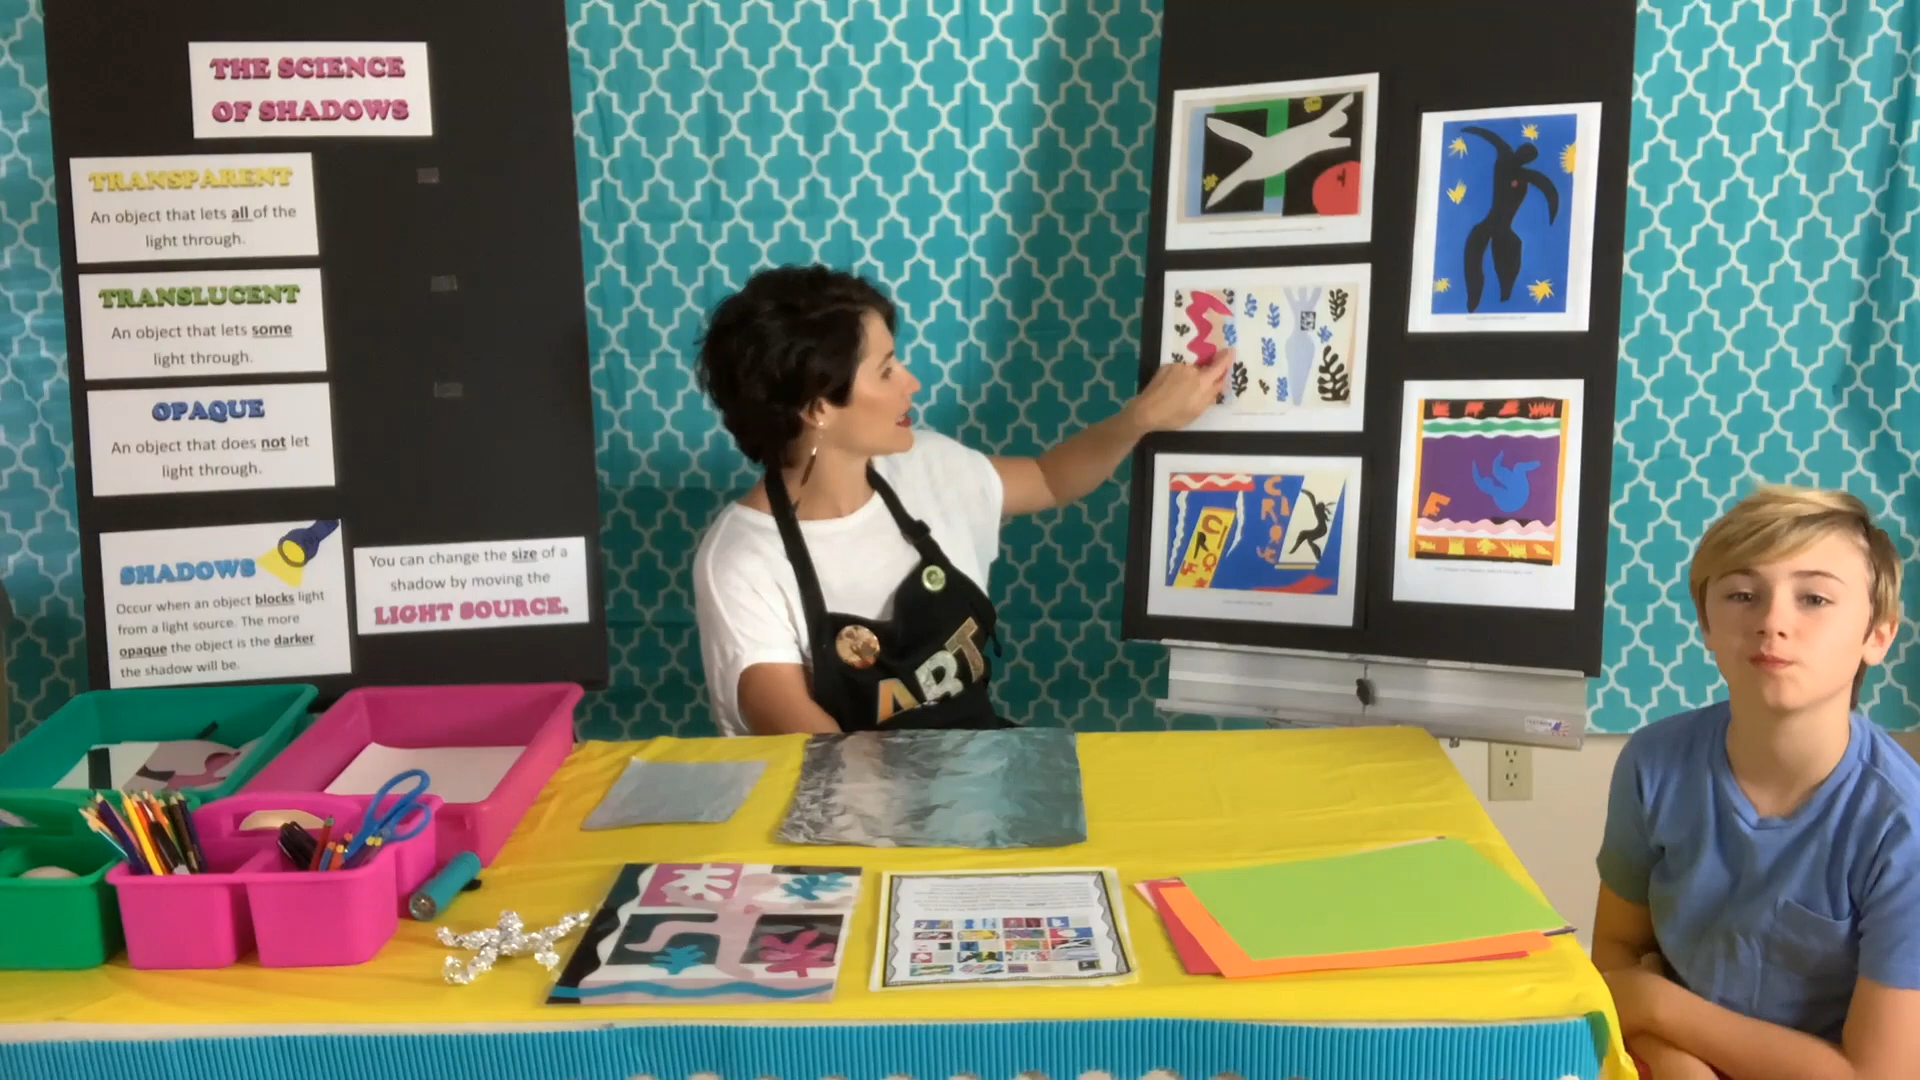 THE SCIENCE
OF SHADOWS
TRANSPARENT
An object that lets all of the
light through.
TRANSLUCENT
An object that lets some
light through.
OPAQUE
An object that does not let
light through.
SHADOWS
Occur when an object blocks light
from a light source. The more
opaque the object is the darker
the shadow will be.
You can change the size of a
shadow by moving the
LIGHT SOURCE.
ART
CIRQUE
CIRQUE